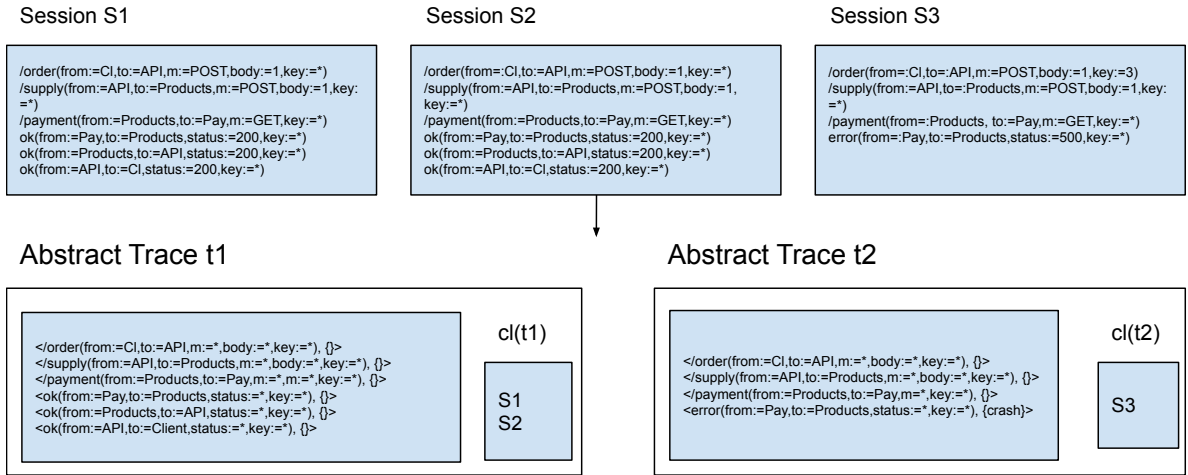 Session S1
/order(from:=Cl,to:=API,m:=POST,body:=1,key:=*)
/supply(from:=API,to:=Products,m:=POST,body:=1,key:
=*)
/payment(from:=Products,to:=Pay,m:=GET,key:=*)
ok(from:=Pay,to:=Products,status:=200,key:=*)
ok(from:=Products,to:=API,status:=200,key:=*)
ok(from:=API,to:=Cl,status:=200,key:=*)
Session S2
/order(from=:Cl,to:=API,m:=POST,body:=1,key:=*)
/supply(from:=API,to:=Products,m:=POST,body:=1,
key:=*)
/payment(from:=Products,to:=Pay,m:=GET,key:=*)
ok(from:=Pay,to:=Products,status:=200,key:=*)
ok(from:=Products,to:=API,status:=200,key:=*)
ok(from:=API,to:=Cl,status:=200,key:=*)
Session S3
/order(from=:Cl,to=:API,m:=POST,body:=1,key:=3)
/supply(from:=API,to=:Products,m:=POST,body:=1,key:
=*)
/payment(from=:Products, to:=Pay,m:=GET,key:=*)
error(from=:Pay,to:=Products,status:=500,key:=*)
Abstract Trace t1
</order(from:=Cl,to:=API,m:=*,body:=*,key:=*), {}>
</supply(from:=API,to:=Products,m:=*,body:=*,key:=*), {}>
</payment(from:=Products,to:=Pay,m:=*,m:=*,key:=*), {}>
<ok(from:=Pay,to:=Products,status:=*,key:=*), {}>
<ok(from:=Products,to:=API,status:=*,key:=*), {}>
<ok(from:=API,to:=Client,status:=*,key:=*), {}>
cl(t1)
S1
S2
Abstract Trace t2
</order(from:=Cl,to:=API,m:=*,body:=*,key:=*), {}>
</supply(from:=API,to:=Products,m:=*,body:=*,key:=*), {}>
</payment(from:=Products,to:=Pay,m=*,key:=*), {}>
<error(from:=Pay,to:=Products,status:=*,key:=*), {crash}>
cl(t2)
S3